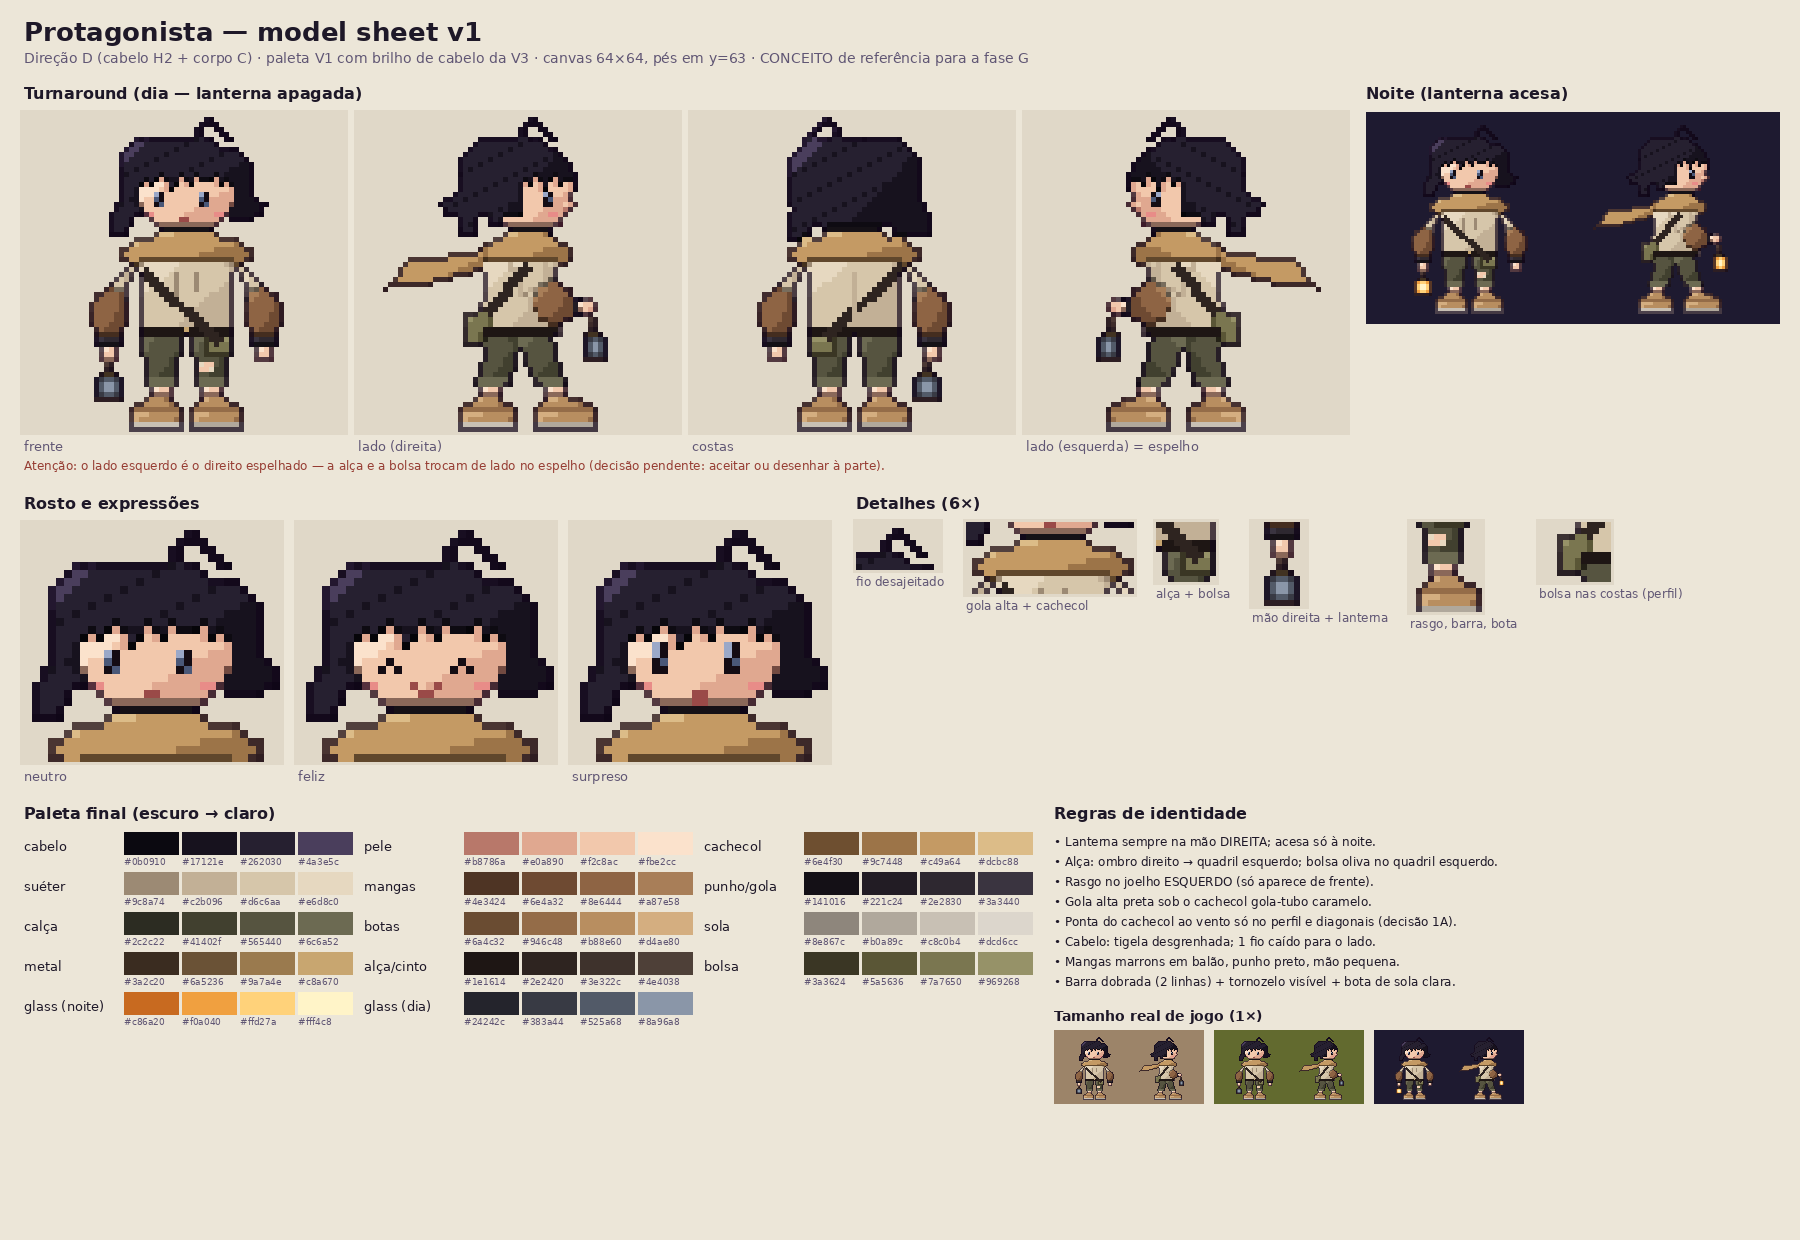 Protagonista — model sheet v1
Direção D (cabelo H2 + corpo C) · paleta V1 com brilho de cabelo da V3 · canvas 64×64, pés em y=63 · CONCEITO de referência para a fase G
Turnaround (dia — lanterna apagada)
Noite (lanterna acesa)
frente
lado (direita)
costas
lado (esquerda) = espelho
Atenção: o lado esquerdo é o direito espelhado — a alça e a bolsa trocam de lado no espelho (decisão pendente: aceitar ou desenhar à parte).
Rosto e expressões
Detalhes (6×)
fio desajeitado
gola alta + cachecol
alça + bolsa
mão direita + lanterna
rasgo, barra, bota
bolsa nas costas (perfil)
neutro
feliz
surpreso
Paleta final (escuro → claro)
cabelo
#0b0910 #17121e #262030 #4a3e5c
pele
#b8786a #e0a890 #f2c8ac #fbe2cc
cachecol
#6e4f30 #9c7448 #c49a64 #dcbc88
suéter
#9c8a74 #c2b096 #d6c6aa #e6d8c0
mangas
#4e3424 #6e4a32 #8e6444 #a87e58
punho/gola
#141016 #221c24 #2e2830 #3a3440
calça
#2c2c22 #41402f #565440 #6c6a52
botas
#6a4c32 #946c48 #b88e60 #d4ae80
sola
#8e867c #b0a89c #c8c0b4 #dcd6cc
metal
#3a2c20 #6a5236 #9a7a4e #c8a670
alça/cinto
#1e1614 #2e2420 #3e322c #4e4038
bolsa
#3a3624 #5a5636 #7a7650 #969268
glass (noite)
#c86a20 #f0a040 #ffd27a #fff4c8
glass (dia)
#24242c #383a44 #525a68 #8a96a8
Regras de identidade
• Lanterna sempre na mão DIREITA; acesa só à noite.
• Alça: ombro direito → quadril esquerdo; bolsa oliva no quadril esquerdo.
• Rasgo no joelho ESQUERDO (só aparece de frente).
• Gola alta preta sob o cachecol gola-tubo caramelo.
• Ponta do cachecol ao vento só no perfil e diagonais (decisão 1A).
• Cabelo: tigela desgrenhada; 1 fio caído para o lado.
• Mangas marrons em balão, punho preto, mão pequena.
• Barra dobrada (2 linhas) + tornozelo visível + bota de sola clara.
Tamanho real de jogo (1×)